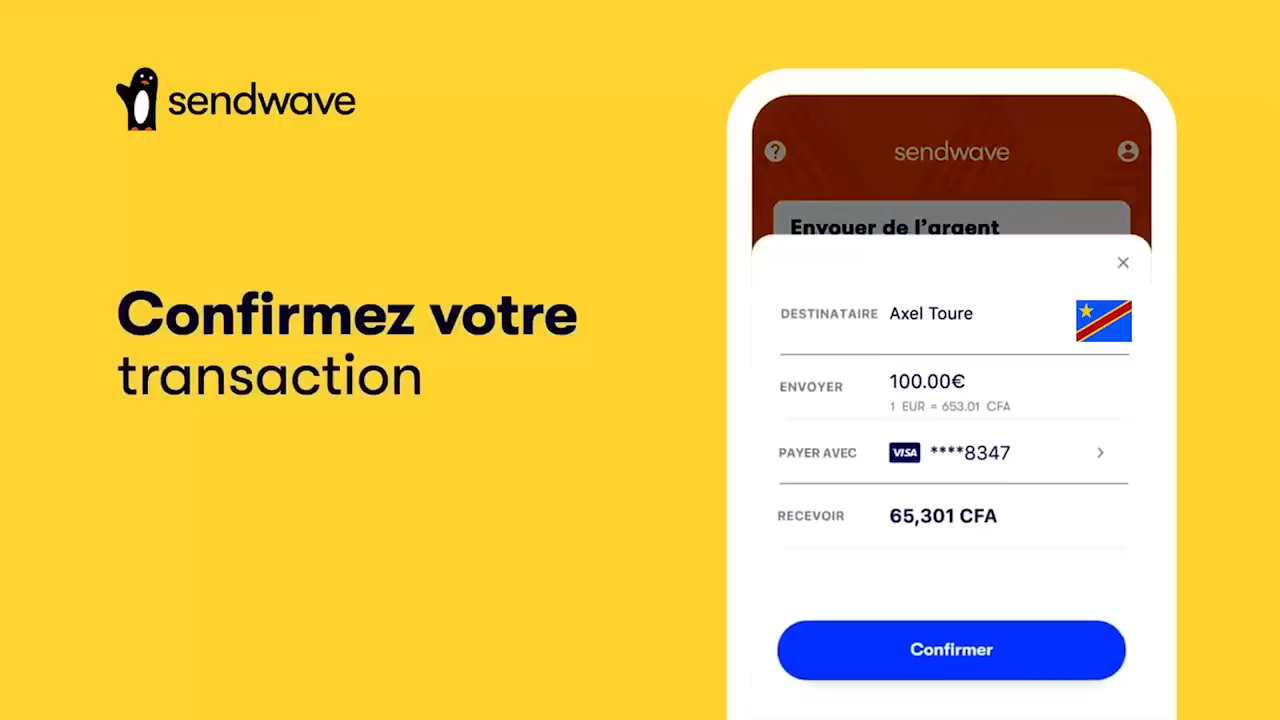 sendwave
Confirmez votre
transaction
?
sendwave
Envoyer de l'argent
DESTINATAIRE Axel Toure
ENVOYER 100.00€
1 EUR = 653.01 CFA
PAYER AVEC VISA ****8347
RECEVOIR 65,301 CFA
Confirmer